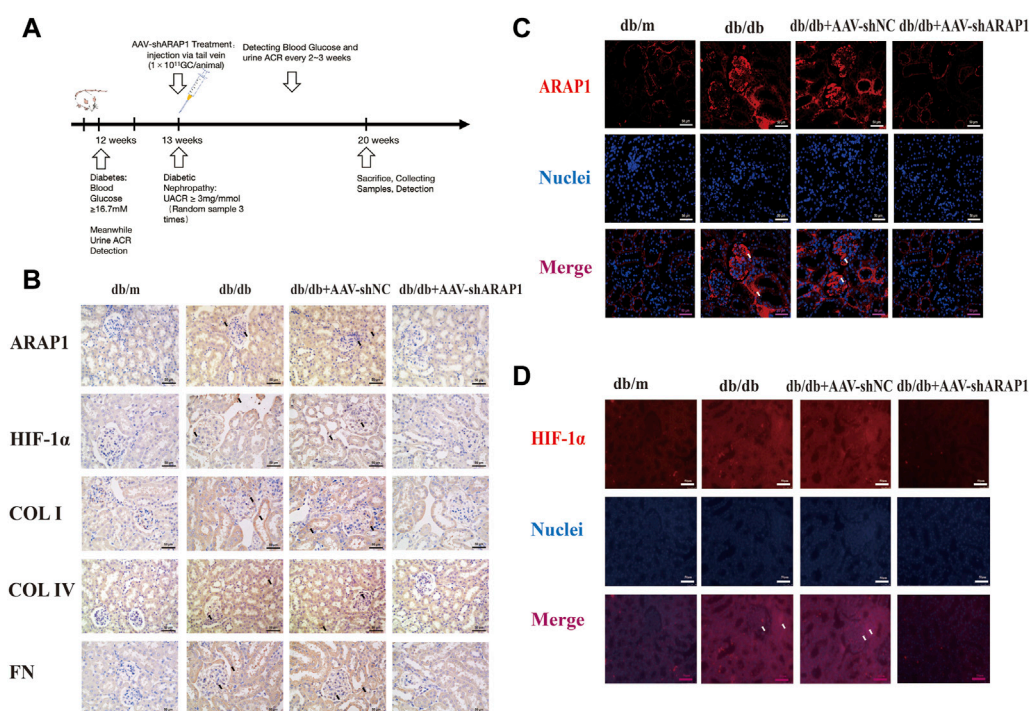 A
AAV-shARAP1 Treatment:
injection via tail vein
(1 × 10¹¹GC/animal)
Detecting Blood Glucose and
urine ACR every 2~3 weeks
12 weeks
13 weeks
20 weeks
Diabetes:
Blood
Glucose
≥16.7mM
Meanwhile
Urine ACR
Detection
Diabetic
Nephropathy:
UACR ≥ 3mg/mmol
(Random sample 3
times)
Sacrifice, Collecting
Samples, Detection
B
db/m
db/db
db/db+AAV-shNC
db/db+AAV-shARAP1
ARAP1
HIF-1α
COL I
COL IV
FN
C
db/m
db/db
db/db+AAV-shNC
db/db+AAV-shARAP1
ARAP1
Nuclei
Merge
D
db/m
db/db
db/db+AAV-shNC
db/db+AAV-shARAP1
HIF-1α
Nuclei
Merge